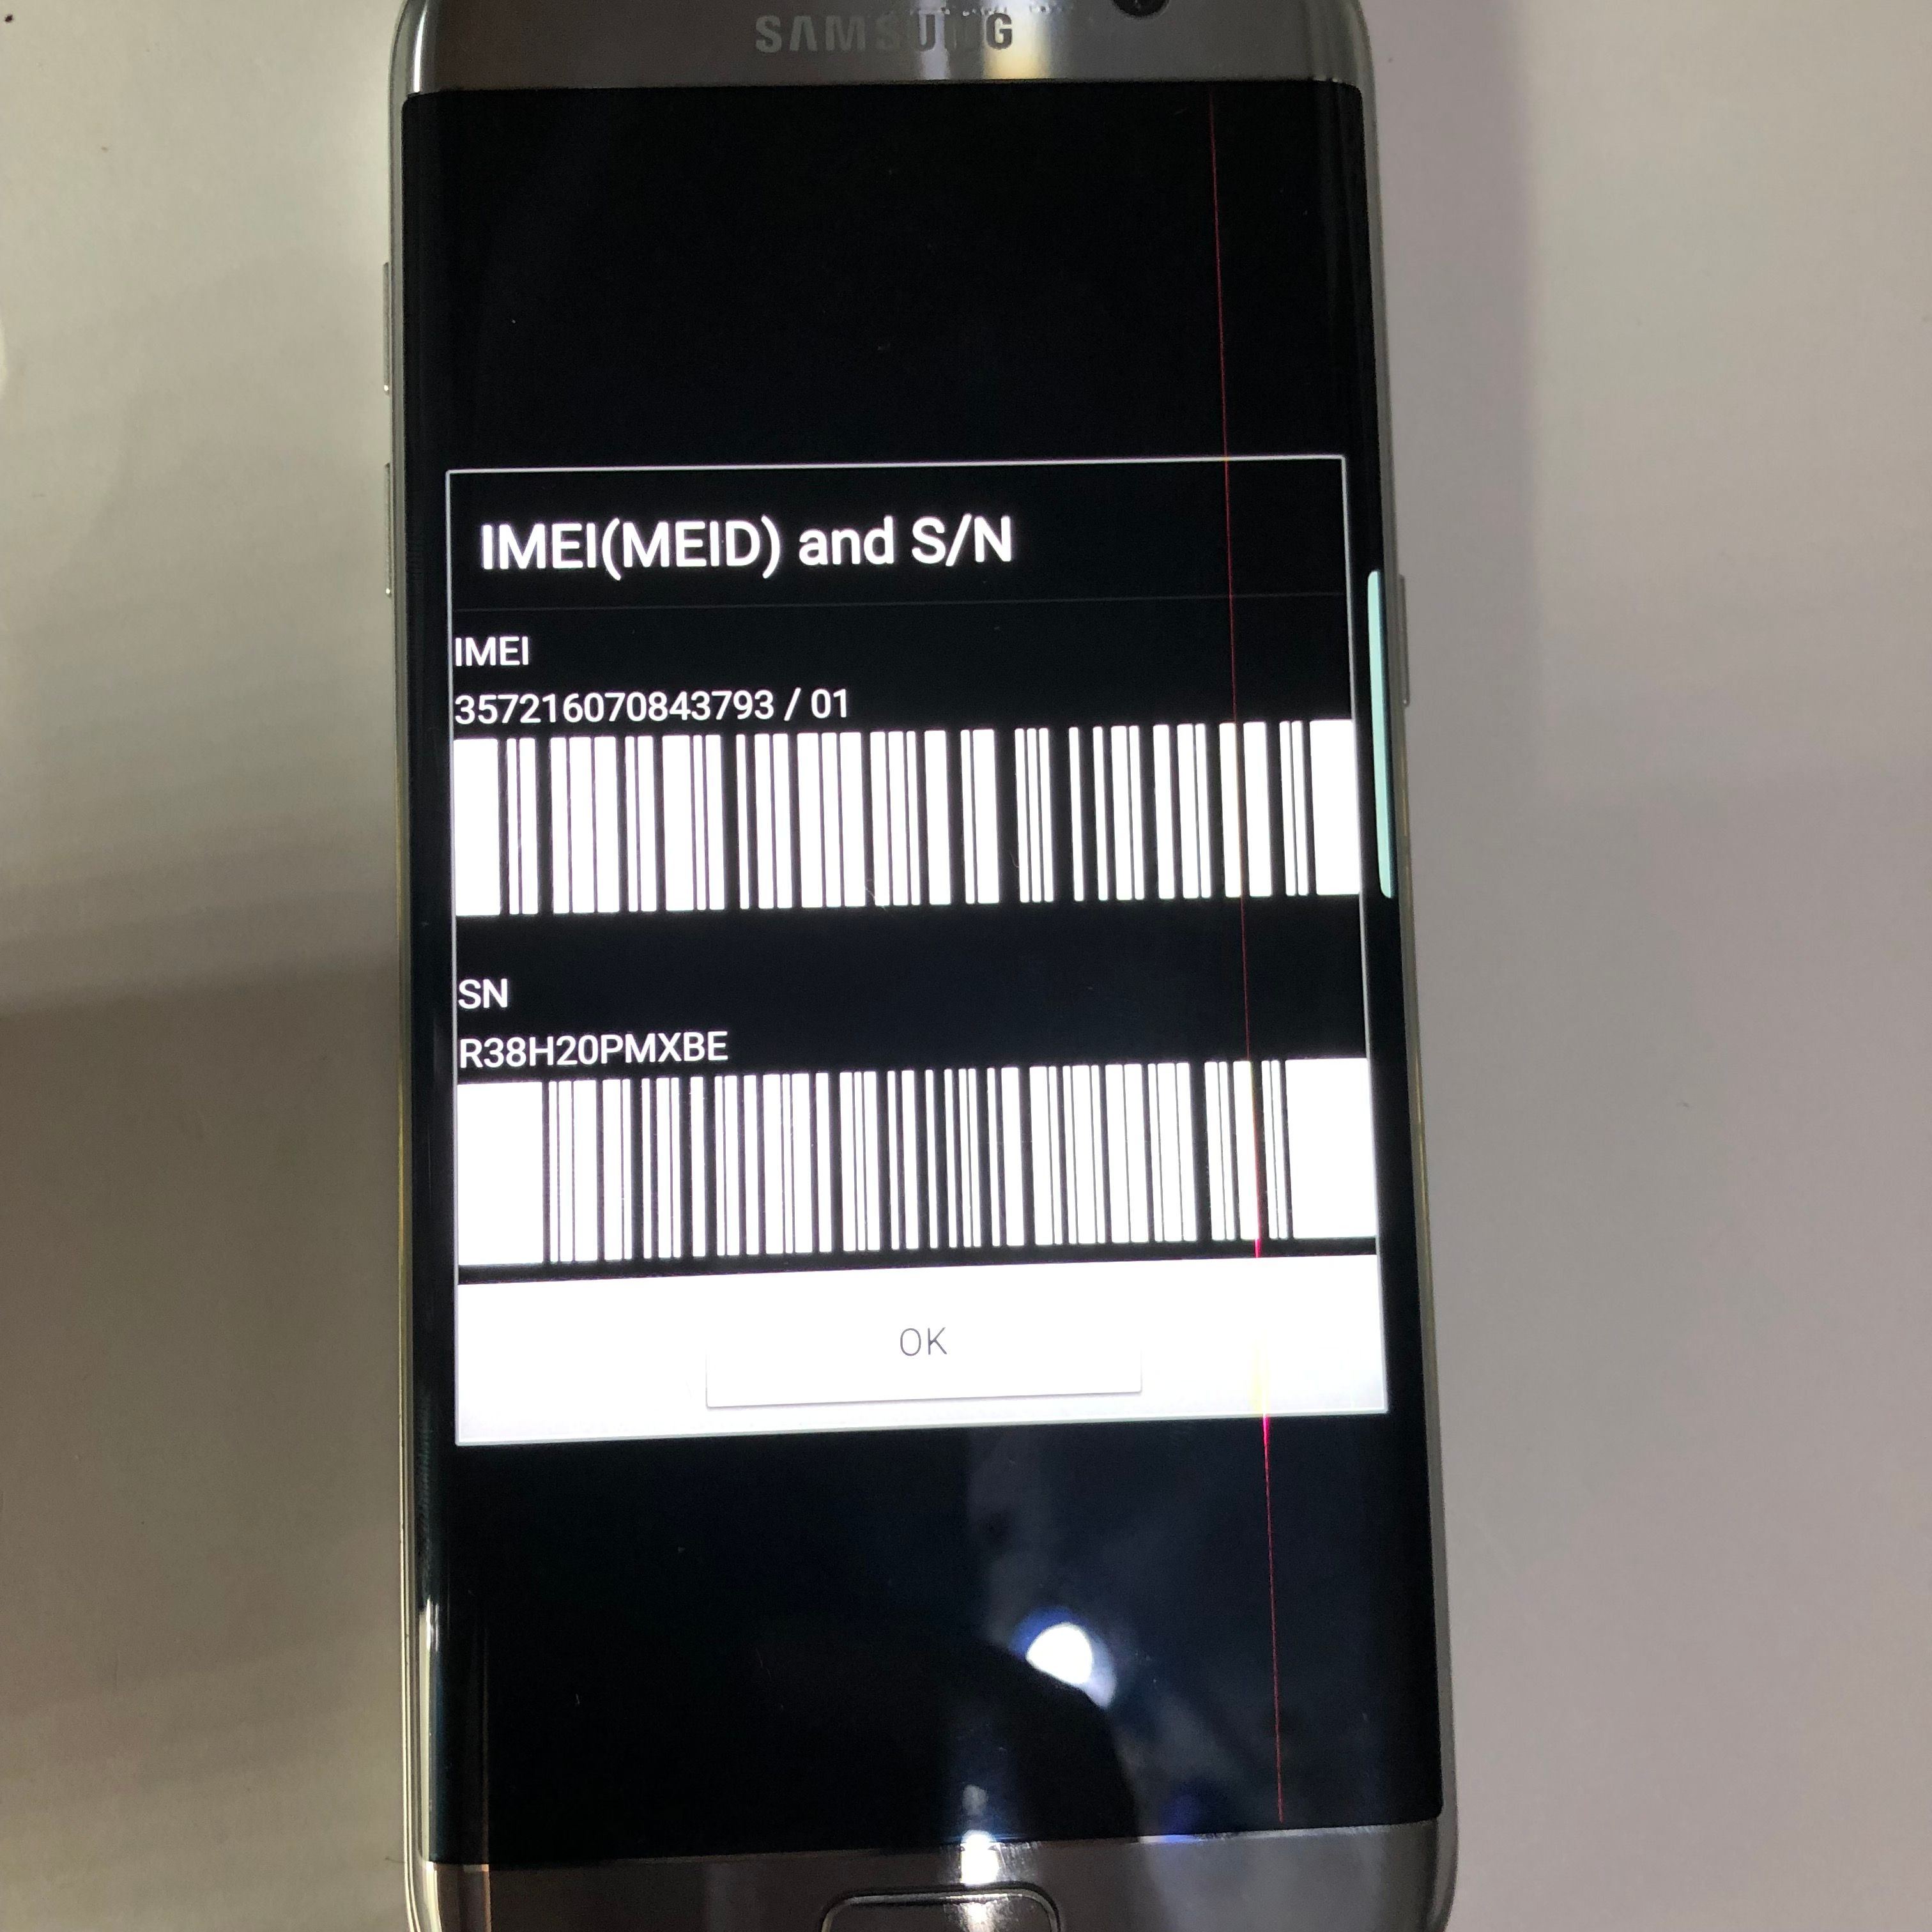 SAMSUNG
IMEI(MEID) and S/N
IMEI
357216070843793 / 01
SN
R38H20PMXBE
OK